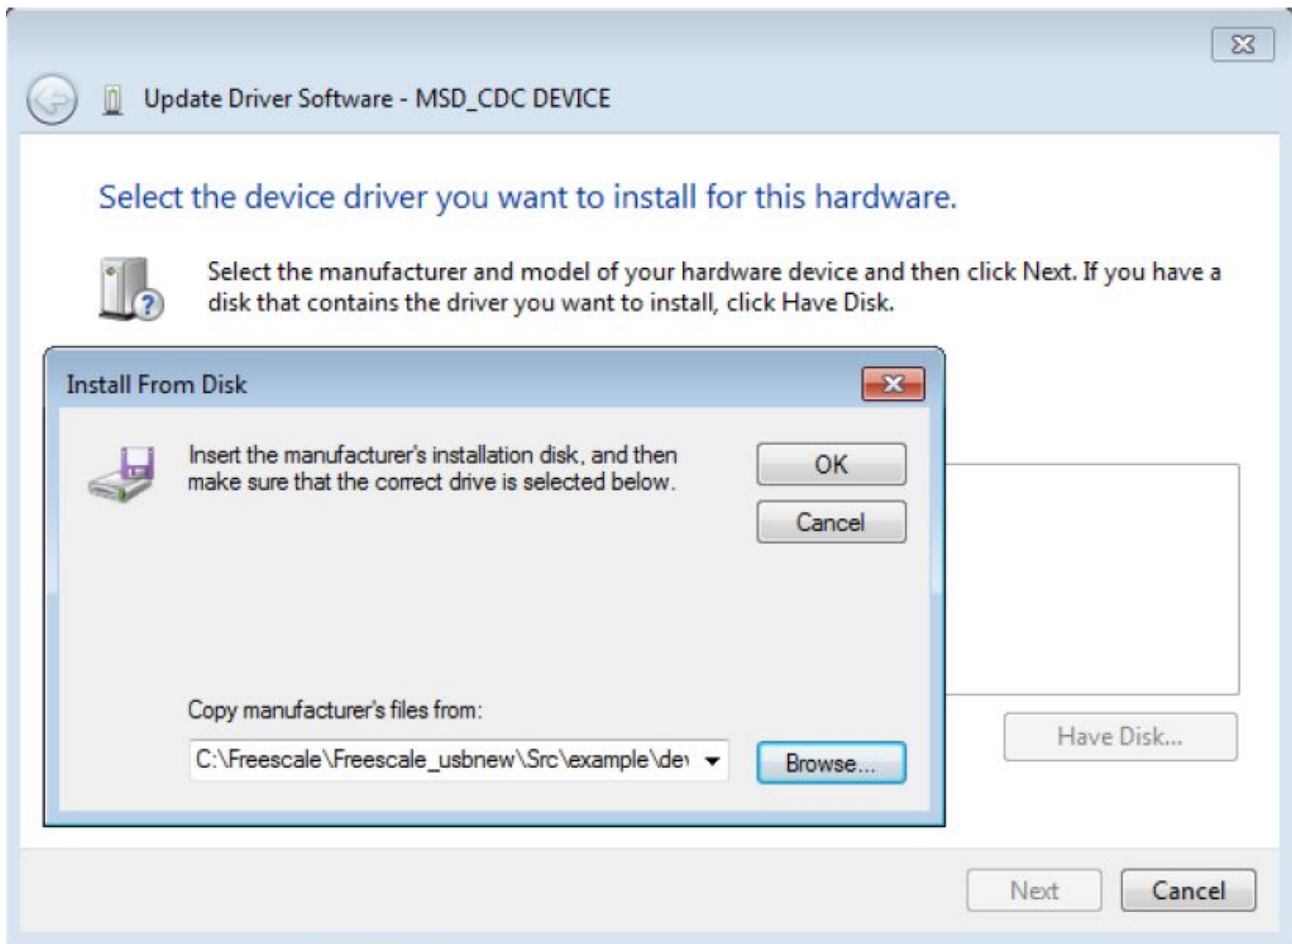 Update Driver Software - MSD_CDC DEVICE
Select the device driver you want to install for this hardware.
Select the manufacturer and model of your hardware device and then click Next. If you have a
disk that contains the driver you want to install, click Have Disk.
Install From Disk
Insert the manufacturer's installation disk, and then
make sure that the correct drive is selected below.
OK
Cancel
Copy manufacturer's files from:
C:\Freescale\Freescale_usbnew\Src\example\dev
Browse...
Have Disk...
Next
Cancel